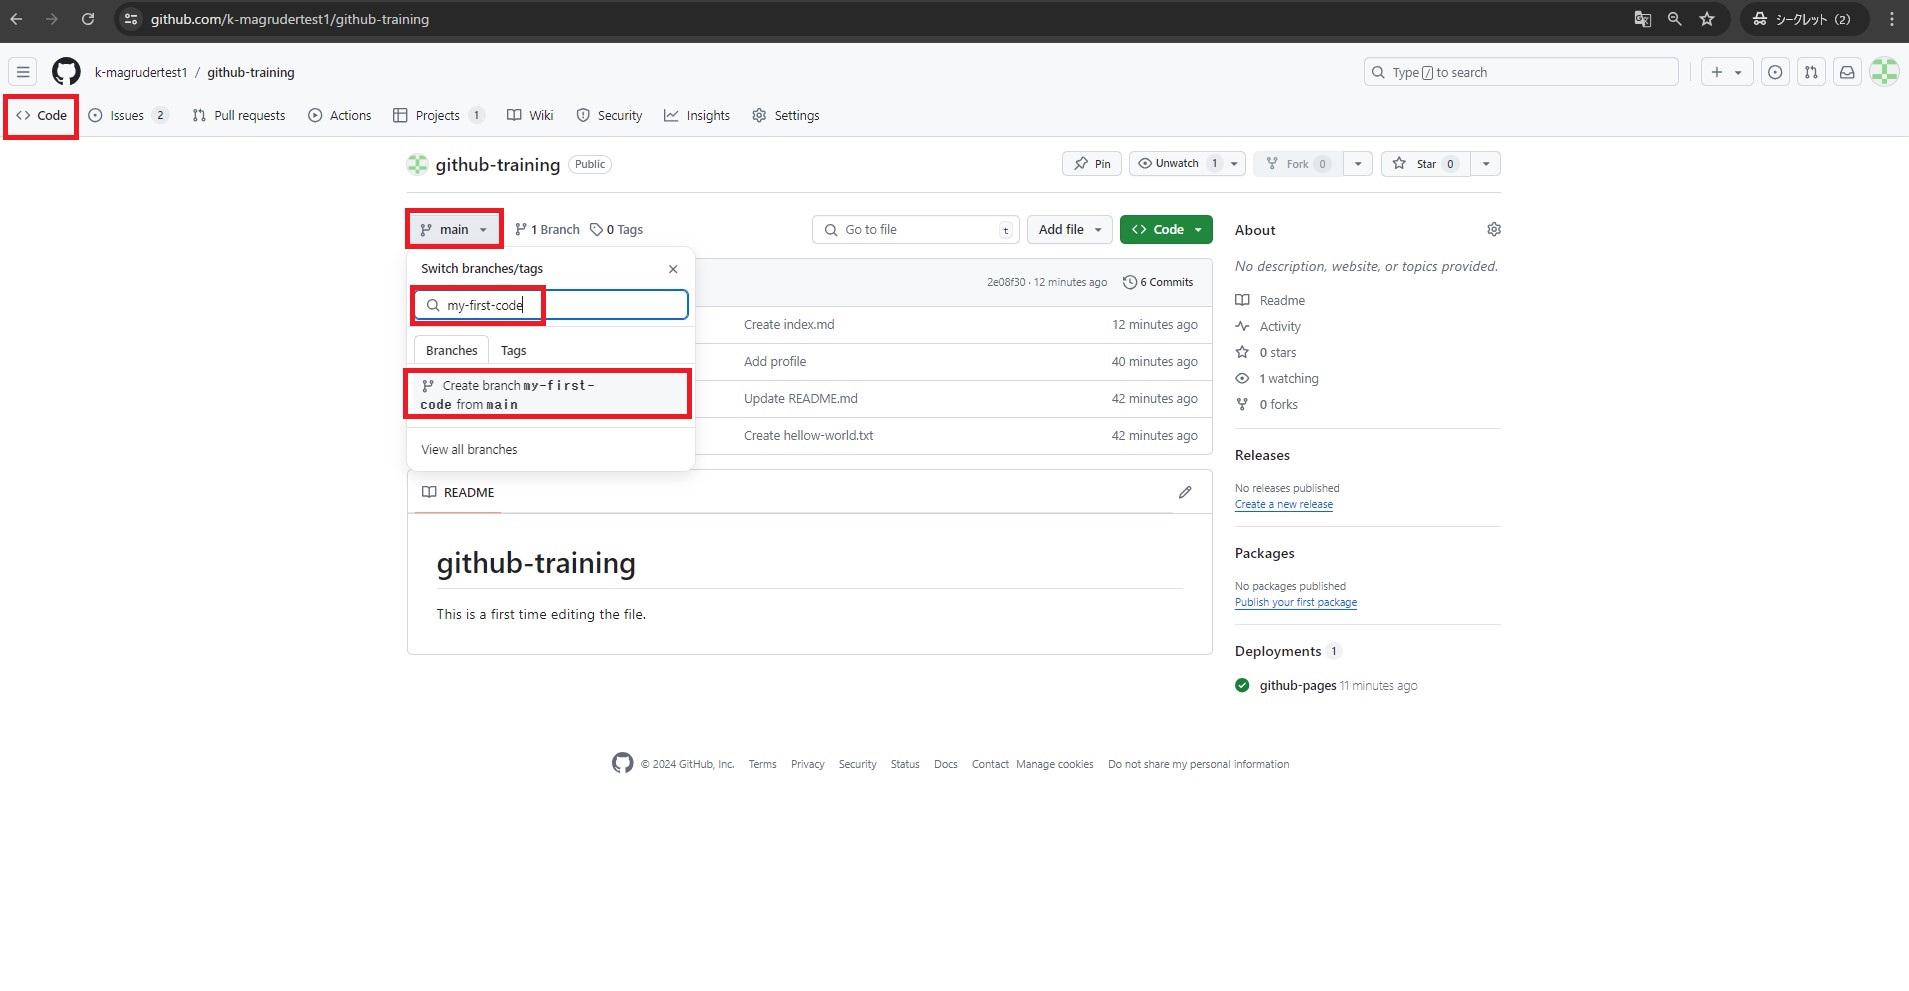 github.com/k-magrudertest1/github-training
シークレット (2)
k-magrudertest1 / github-training
Type / to search
Code
Issues 2
Pull requests
Actions
Projects 1
Wiki
Security
Insights
Settings
github-training Public
Pin
Unwatch 1
Fork 0
Star 0
main
1 Branch
0 Tags
Go to file
t
Add file
Code
Switch branches/tags
my-first-code
Branches
Tags
Create branch my-first-
code from main
View all branches
2e08f30 · 12 minutes ago
6 Commits
Create index.md
12 minutes ago
Add profile
40 minutes ago
Update README.md
42 minutes ago
Create hellow-world.txt
42 minutes ago
README
github-training
This is a first time editing the file.
About
No description, website, or topics provided.
Readme
Activity
0 stars
1 watching
0 forks
Releases
No releases published
Create a new release
Packages
No packages published
Publish your first package
Deployments 1
github-pages 11 minutes ago
© 2024 GitHub, Inc.
Terms
Privacy
Security
Status
Docs
Contact
Manage cookies
Do not share my personal information